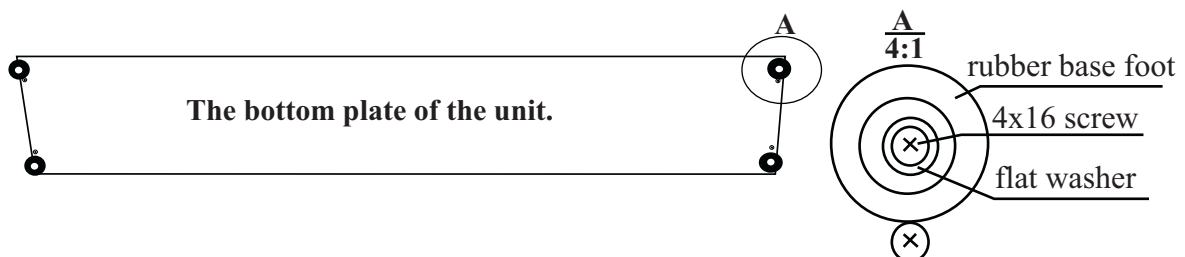 A
The bottom plate of the unit.
A
4:1
rubber base foot
4x16 screw
flat washer